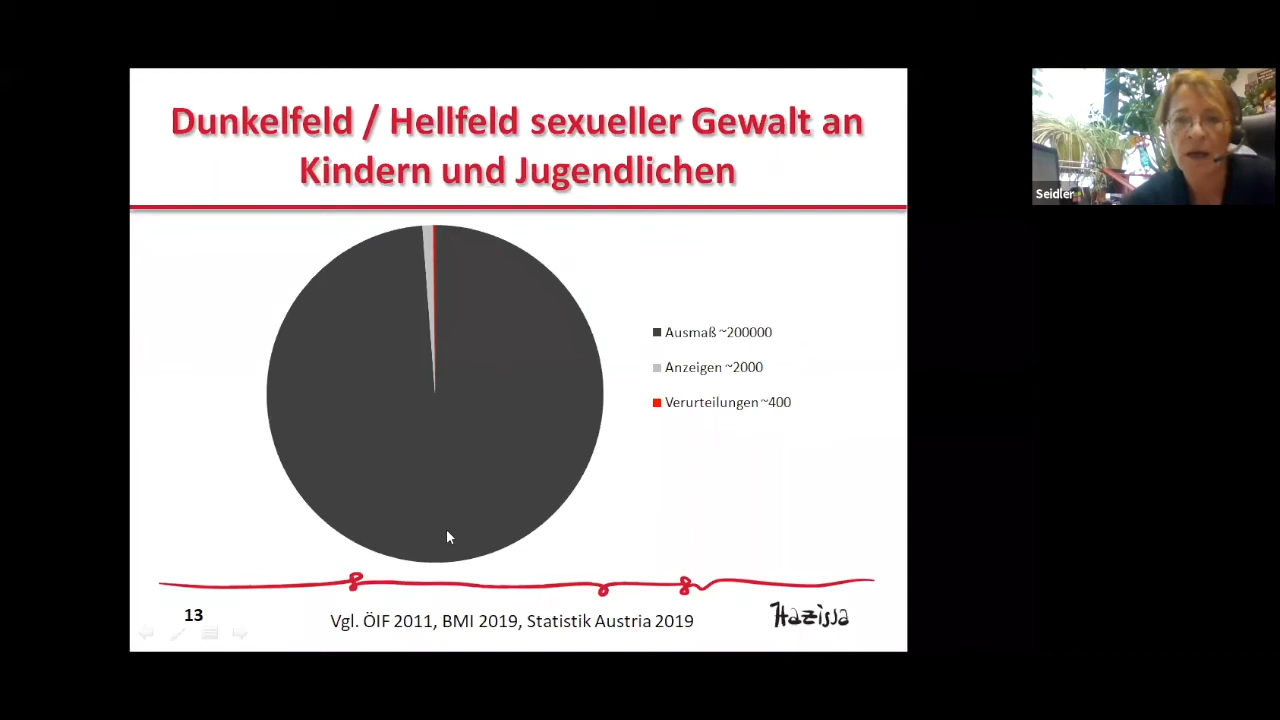 Dunkelfeld / Hellfeld sexueller Gewalt an
Kindern und Jugendlichen
Ausmaß ~200000
Anzeigen ~2000
Verurteilungen ~400
13
Vgl. ÖIF 2011, BMI 2019, Statistik Austria 2019
Hazissa
Seidler